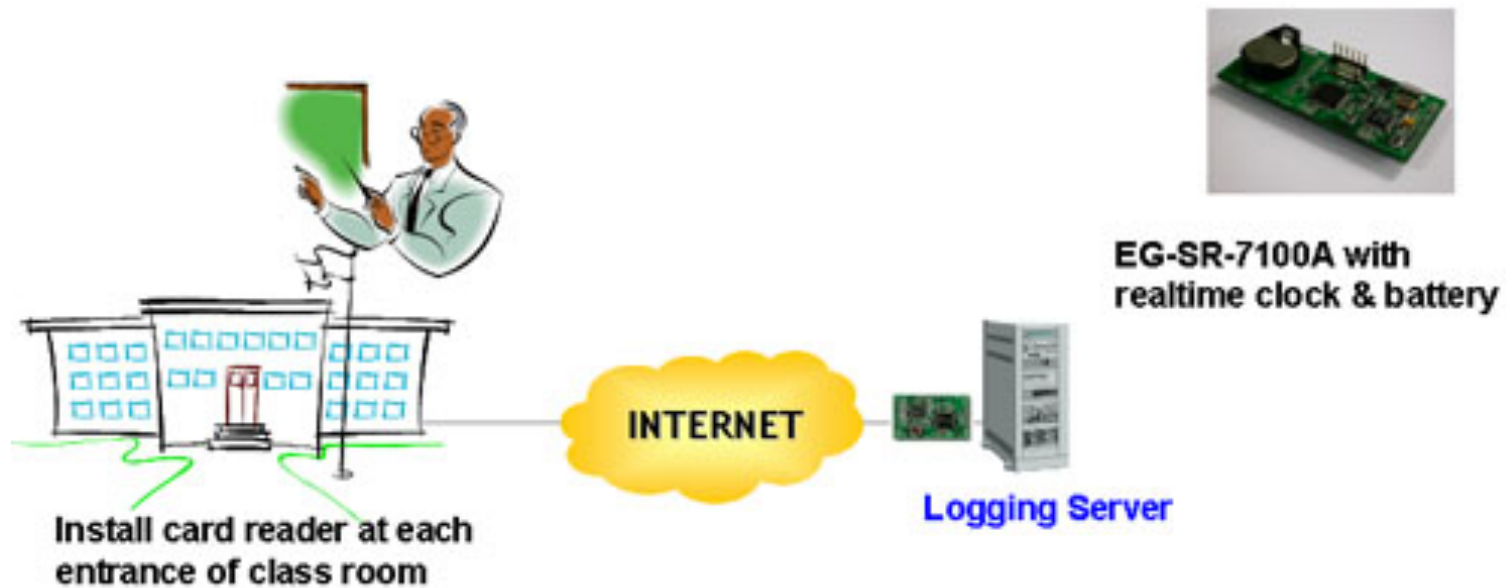 EG-SR-7100A with
realtime clock & battery
INTERNET
Logging Server
Install card reader at each
entrance of class room